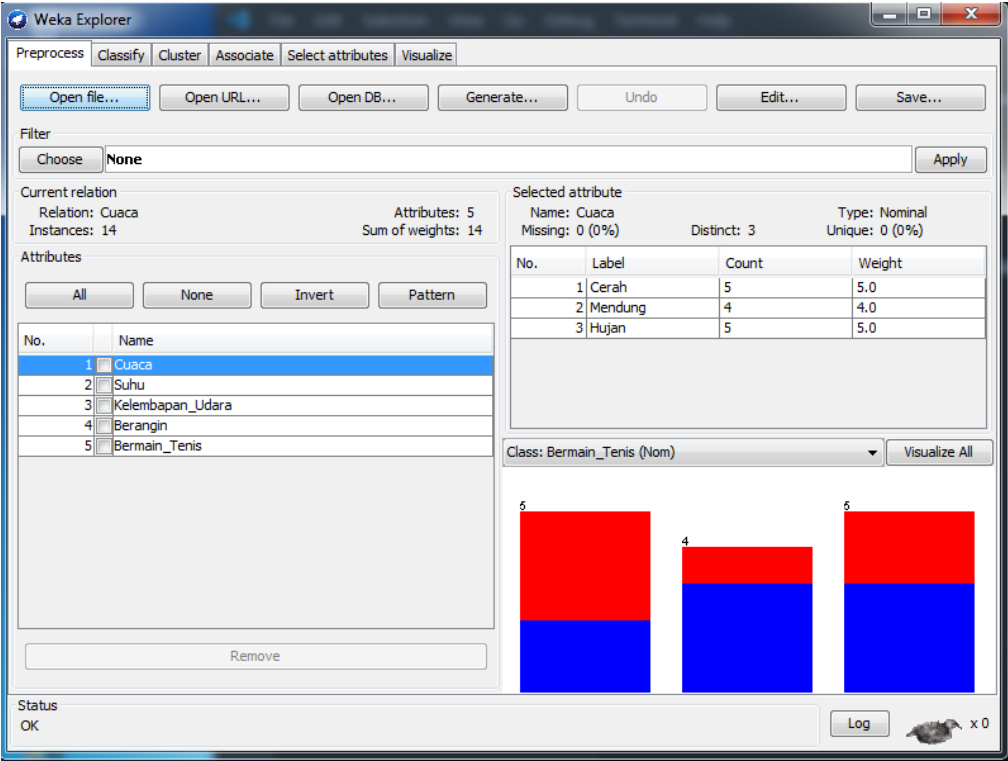 Weka Explorer
Preprocess Classify Cluster Associate Select attributes Visualize
Open file... Open URL... Open DB... Generate... Undo Edit... Save...
Filter
Choose None Apply
Current relation
Relation: Cuaca Attributes: 5
Instances: 14 Sum of weights: 14
Attributes
All None Invert Pattern
No. Name
1 Cuaca
2 Suhu
3 Kelembapan_Udara
4 Berangin
5 Bermain_Tenis
Remove
Selected attribute
Name: Cuaca Type: Nominal
Missing: 0 (0%) Distinct: 3 Unique: 0 (0%)
No. Label Count Weight
1 Cerah 5 5.0
2 Mendung 4 4.0
3 Hujan 5 5.0
Class: Bermain_Tenis (Nom) Visualize All
5 4 5
Status
OK
Log x 0